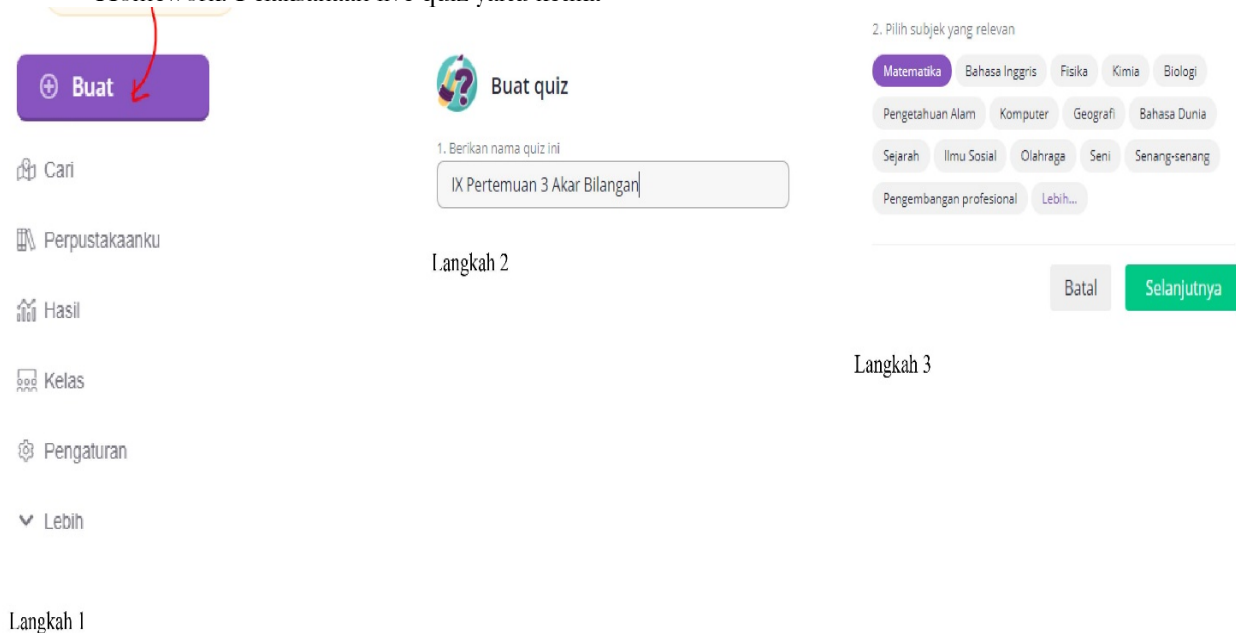 Buat
Cari
Perpustakaanku
Hasil
Kelas
Pengaturan
Lebih
Langkah 1
Buat quiz
1. Berikan nama quiz ini
IX Pertemuan 3 Akar Bilangan
Langkah 2
2. Pilih subjek yang relevan
Matematika Bahasa Inggris Fisika Kimia Biologi
Pengetahuan Alam Komputer Geografi Bahasa Dunia
Sejarah Ilmu Sosial Olahraga Seni Senang-senang
Pengembangan profesional Lebih...
Batal Selanjutnya
Langkah 3